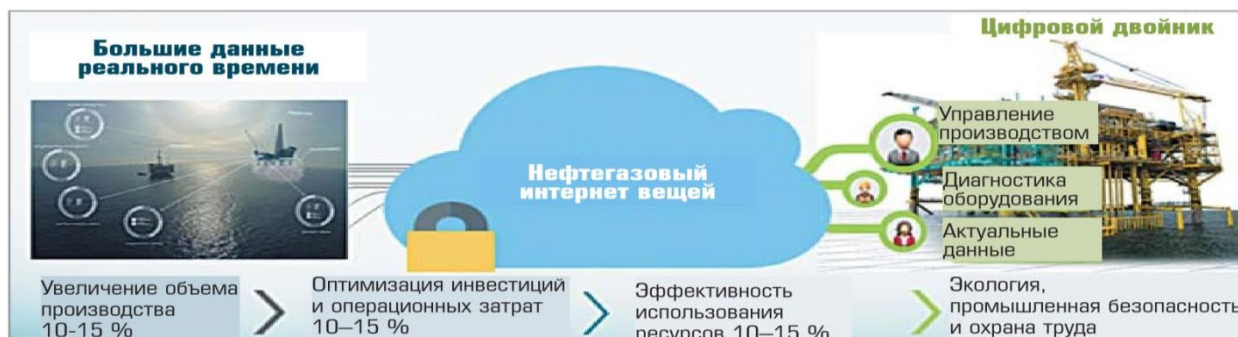 Большие данные
реального времени
Нефтегазовый
интернет вещей
Цифровой двойник
Управление
производством
Диагностика
оборудования
Актуальные
данные
Увеличение объема
производства
10-15 %
Оптимизация инвестиций
и операционных затрат
10–15 %
Эффективность
использования
ресурсов 10–15 %
Экология,
промышленная безопасность
и охрана труда